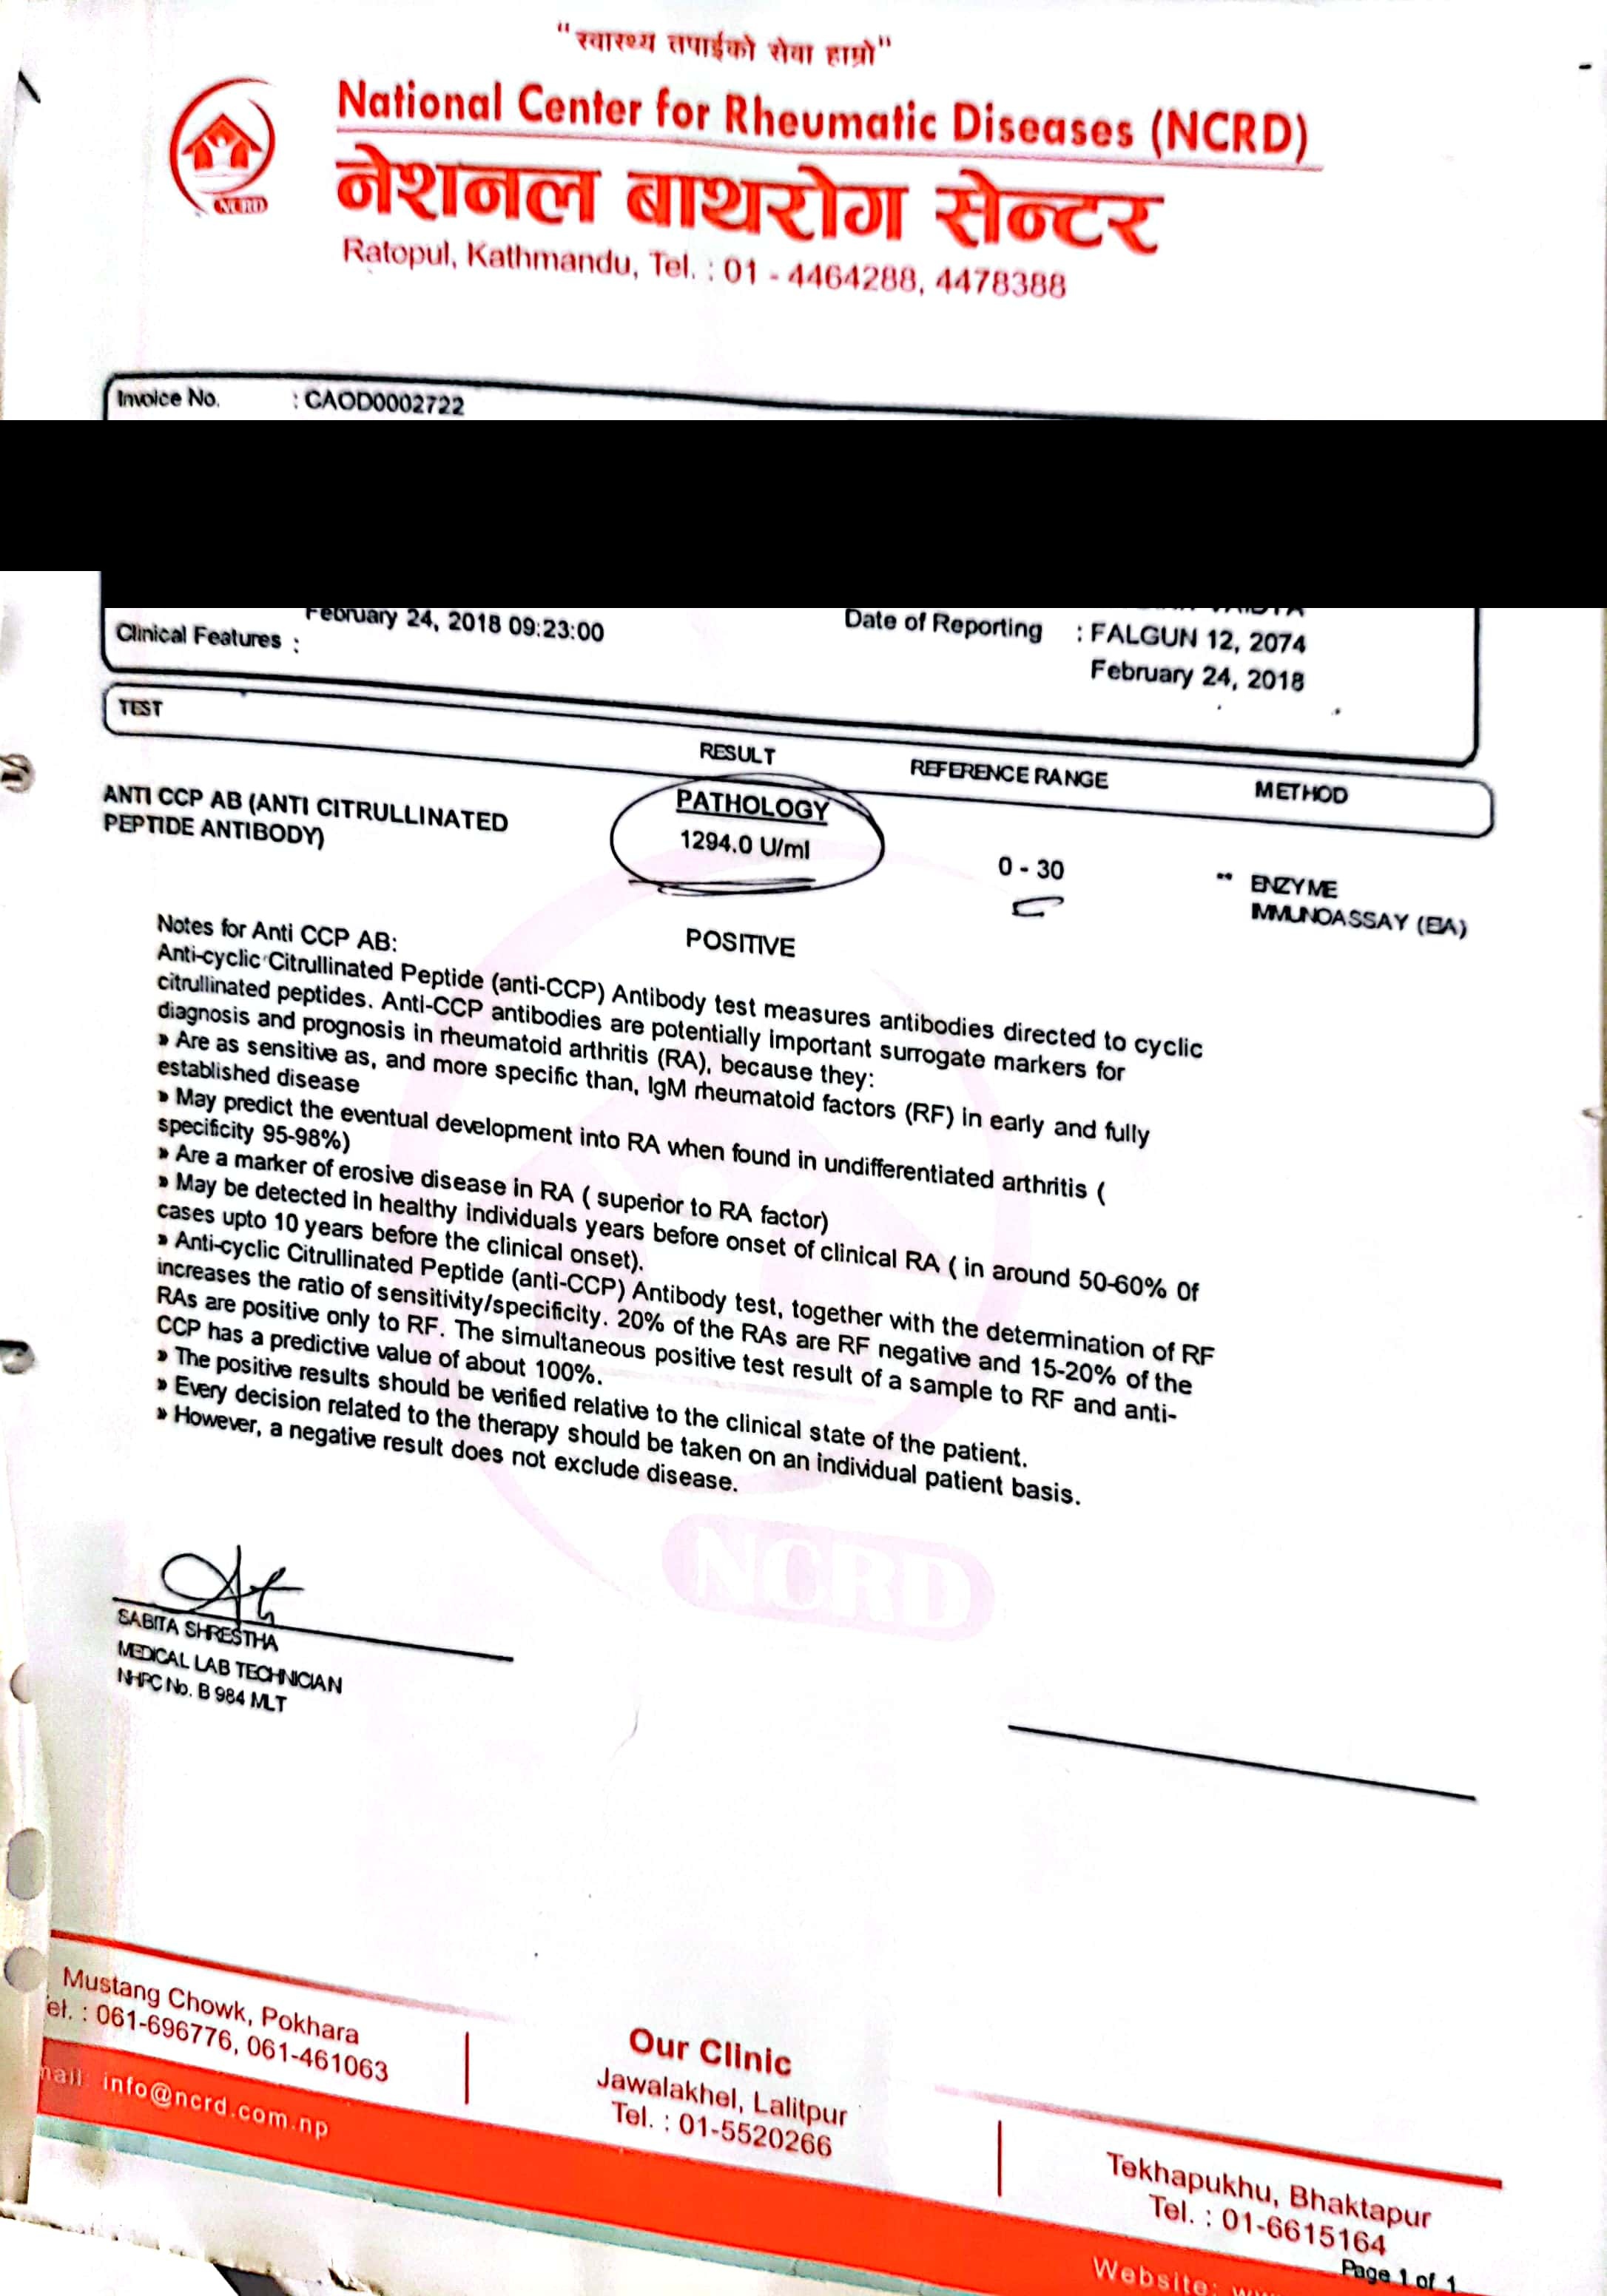 "स्वास्थ्य तपाईको सेवा हाम्रो"
National Center for Rheumatic Diseases (NCRD)
नेशनल बाथरोग सेन्टर
NCRD
Ratopul, Kathmandu, Tel. : 01 - 4464288, 4478388
Invoice No. : CAOD0002722
February 24, 2018 09:23:00
Date of Reporting : FALGUN 12, 2074
Clinical Features :
February 24, 2018
TEST RESULT REFERENCE RANGE METHOD
PATHOLOGY
ANTI CCP AB (ANTI CITRULLINATED 1294.0 U/ml 0 - 30 ** ENZYME
PEPTIDE ANTIBODY) IMMUNOASSAY (EIA)
POSITIVE
Notes for Anti CCP AB:
Anti-cyclic Citrullinated Peptide (anti-CCP) Antibody test measures antibodies directed to cyclic
citrullinated peptides. Anti-CCP antibodies are potentially important surrogate markers for
diagnosis and prognosis in rheumatoid arthritis (RA), because they:
» Are as sensitive as, and more specific than, IgM rheumatoid factors (RF) in early and fully
established disease
» May predict the eventual development into RA when found in undifferentiated arthritis (
specificity 95-98%)
» Are a marker of erosive disease in RA ( superior to RA factor)
» May be detected in healthy individuals years before onset of clinical RA ( in around 50-60% 0f
cases upto 10 years before the clinical onset).
» Anti-cyclic Citrullinated Peptide (anti-CCP) Antibody test, together with the determination of RF
increases the ratio of sensitivity/specificity. 20% of the RAs are RF negative and 15-20% of the
RAs are positive only to RF. The simultaneous positive test result of a sample to RF and anti-
CCP has a predictive value of about 100%.
» The positive results should be verified relative to the clinical state of the patient.
» Every decision related to the therapy should be taken on an individual patient basis.
» However, a negative result does not exclude disease.
NCRD
SABITA SHRESTHA
MEDICAL LAB TECHNICIAN
NHPC No. B 984 MLT
Mustang Chowk, Pokhara
Tel. : 061-696776, 061-461063
Our Clinic
Jawalakhel, Lalitpur
Tel. : 01-5520266
Tekhapukhu, Bhaktapur
Tel. : 01-6615164
info@ncrd.com.np
Page 1 of 1
Website: